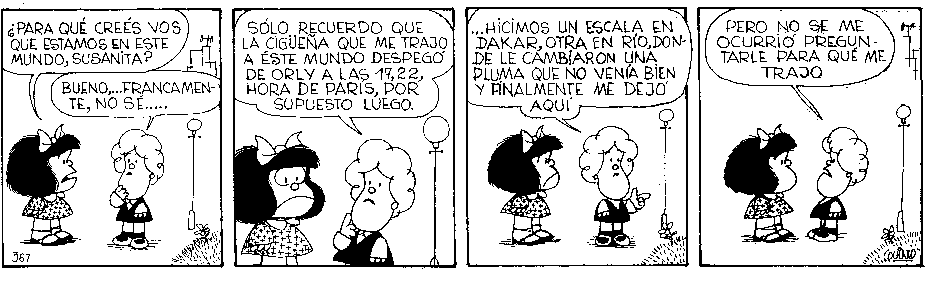 ¿PARA QUÉ CREÉS VOS
QUE ESTAMOS EN ESTE
MUNDO, SUSANITA?
BUENO,...FRANCAMEN-
TE, NO SÉ.....
367
SÓLO RECUERDO QUE
LA CIGÜEÑA QUE ME TRAJO
A ESTE MUNDO DESPEGÓ
DE ORLY A LAS 17,22,
HORA DE PARÍS, POR
SUPUESTO LUEGO.
...HICIMOS UN ESCALA EN
DAKAR, OTRA EN RÍO, DON-
DE LE CAMBIARON UNA
PLUMA QUE NO VENÍA BIEN
Y FINALMENTE ME DEJÓ
AQUÍ
PERO NO SE ME
OCURRIÓ PREGUN-
TARLE PARA QUÉ ME
TRAJO
QUINO